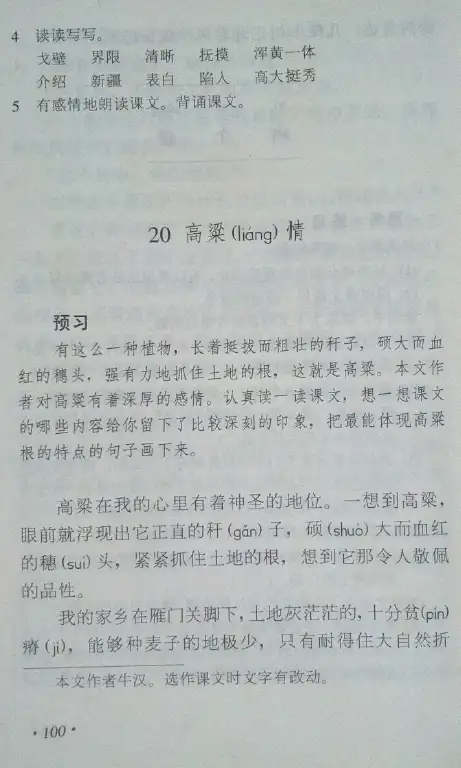 4 读读写写。
戈壁 界限 清晰 抚摸 浑黄一体
介绍 新疆 表白 陷入 高大挺秀
5 有感情地朗读课文。背诵课文。
20 高粱(liáng)情
预习
有这么一种植物，长着挺拔而粗壮的秆子，硕大而血
红的穗头，强有力地抓住土地的根，这就是高粱。本文作
者对高粱有着深厚的感情。认真读一读课文，想一想课文
的哪些内容给你留下了比较深刻的印象，把最能体现高粱
根的特点的句子画下来。
高粱在我的心里有着神圣的地位。一想到高粱，
眼前就浮现出它正直的秆(gǎn)子，硕(shuò)大而血红
的穗(suì)头，紧紧抓住土地的根，想到它那令人敬佩
的品性。
我的家乡在雁门关脚下，土地灰茫茫的，十分贫(pín)
瘠(jí)，能够种麦子的地极少，只有耐得住大自然折
本文作者牛汉。选作课文时文字有改动。
·100·